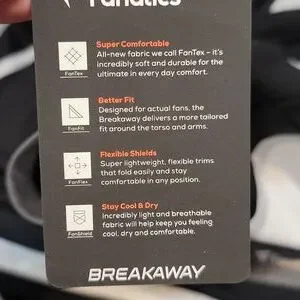 Fanatics
Super Comfortable
All-new fabric we call FanTex - it's
incredibly soft and durable for the
ultimate in every day comfort.
FanTex
Better Fit
Designed for actual fans, the
Breakaway delivers a more tailored
fit around the torso and arms.
FanFit
Flexible Shields
Super lightweight, flexible trims
that fold easily and stay
comfortable in any position.
FanFlex
Stay Cool & Dry
Incredibly light and breathable
fabric will help keep you feeling
cool, dry and comfortable.
FanShield
BREAKAWAY